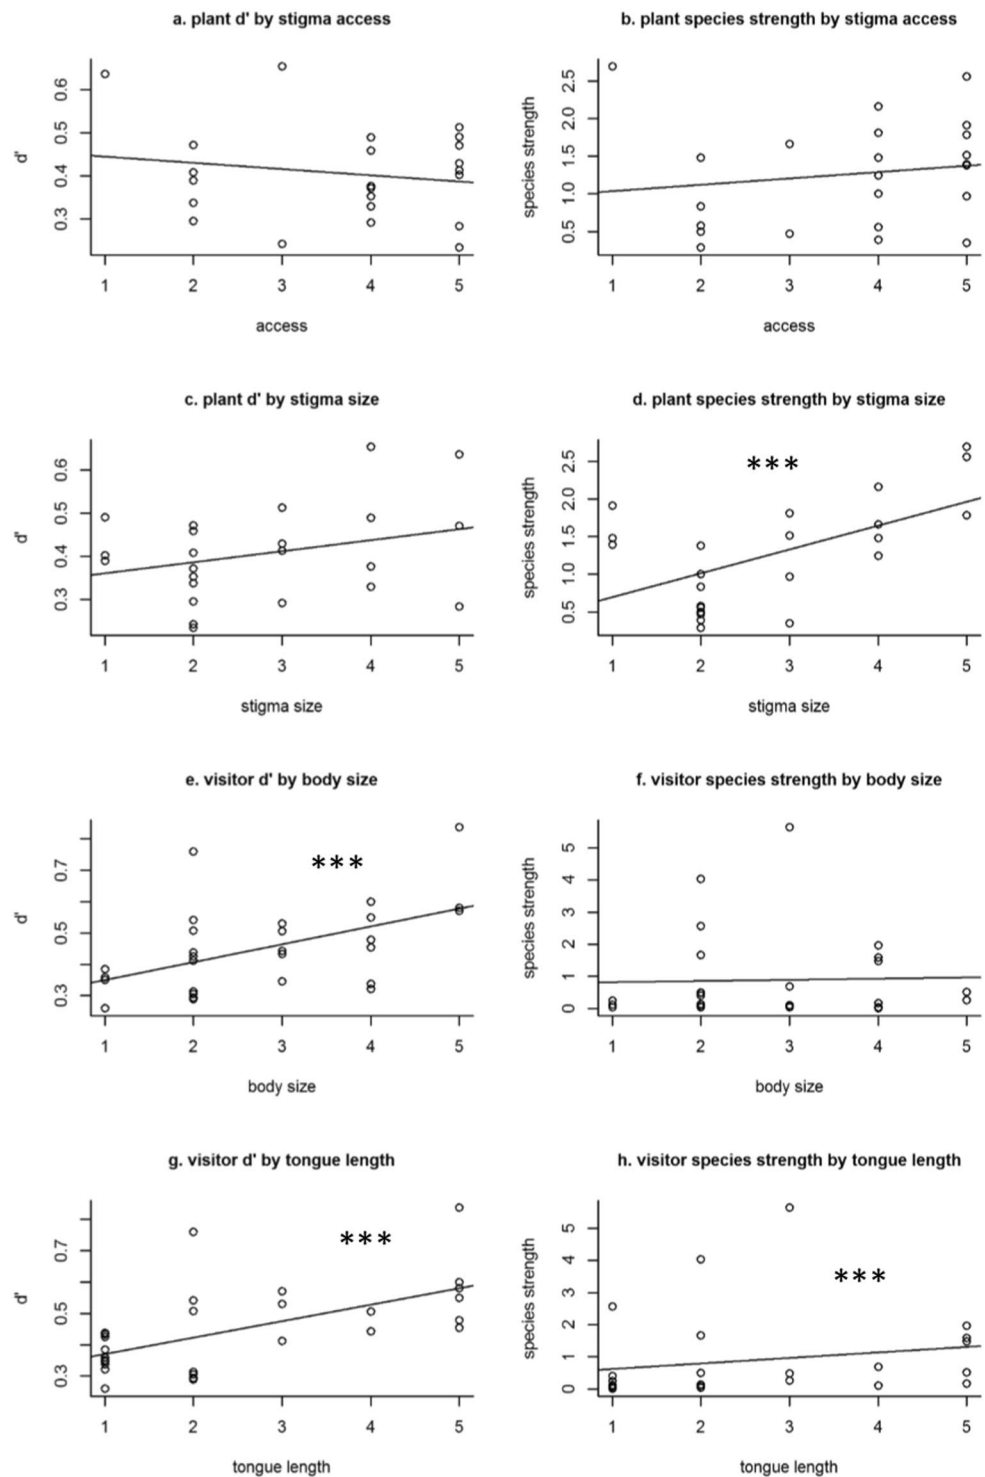 a. plant d' by stigma access
d'
0.3 0.4 0.5 0.6
1 2 3 4 5
access
b. plant species strength by stigma access
species strength
0.5 1.0 1.5 2.0 2.5
1 2 3 4 5
access
c. plant d' by stigma size
d'
0.3 0.4 0.5 0.6
1 2 3 4 5
stigma size
d. plant species strength by stigma size
***
species strength
0.5 1.0 1.5 2.0 2.5
1 2 3 4 5
stigma size
e. visitor d' by body size
***
d'
0.3 0.5 0.7
1 2 3 4 5
body size
f. visitor species strength by body size
species strength
0 1 2 3 4 5
1 2 3 4 5
body size
g. visitor d' by tongue length
***
d'
0.3 0.5 0.7
1 2 3 4 5
tongue length
h. visitor species strength by tongue length
***
species strength
0 1 2 3 4 5
1 2 3 4 5
tongue length